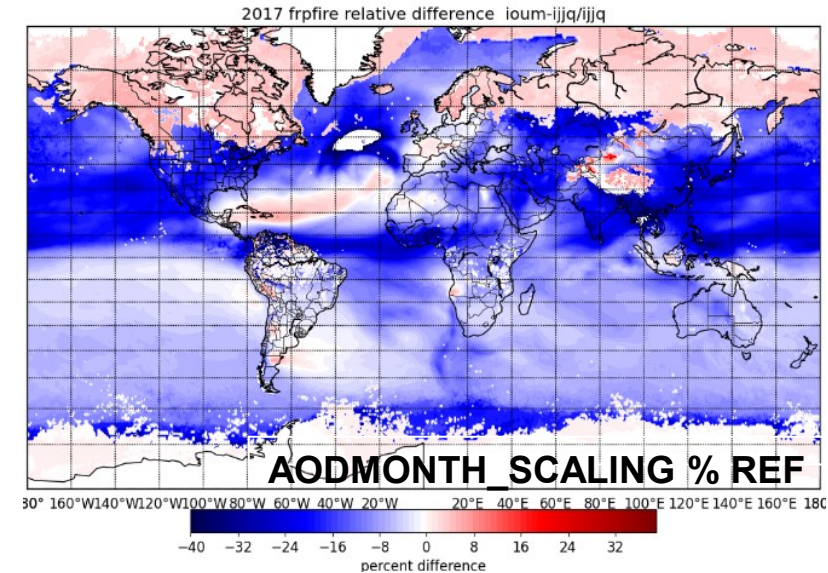 2017 frpfire relative difference ioum-ijjq/ijjq
AODMONTH_SCALING % REF
80° 160°W140°W120°W100°W80°W 60°W 40°W 20°W 20°E 40°E 60°E 80°E 100°E 120°E 140°E 160°E 180
−40 −32 −24 −16 −8 0 8 16 24 32
percent difference